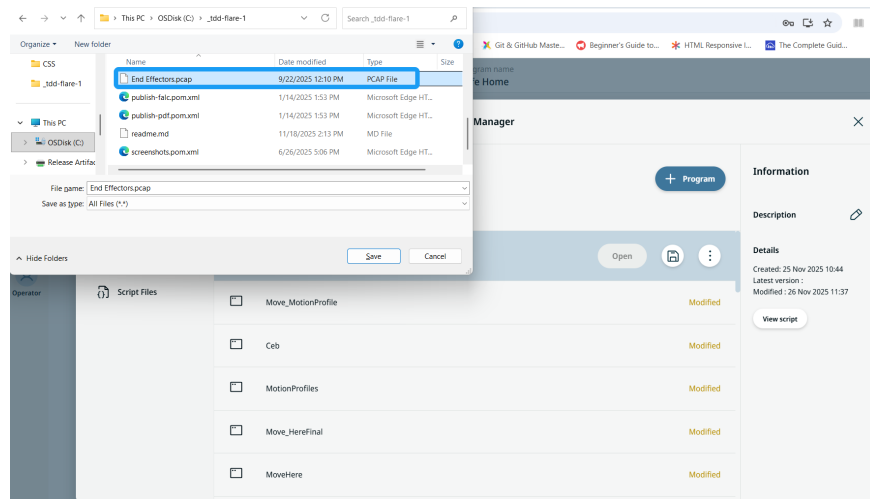 This PC > OSDisk (C:) > _tdd-flare-1
Search _tdd-flare-1
Organize
New folder
Name Date modified Type Size
CSS
_tdd-flare-1
This PC
OSDisk (C:)
Release Artifac
End Effectors.pcap 9/22/2025 12:10 PM PCAP File
publish-falc.pom.xml 1/14/2025 1:53 PM Microsoft Edge HT...
publish-pdf.pom.xml 1/14/2025 1:53 PM Microsoft Edge HT...
readme.md 11/18/2025 2:13 PM MD File
screenshots.pom.xml 6/26/2025 5:06 PM Microsoft Edge HT...
File name: End Effectors.pcap
Save as type: All Files (*.*)
Hide Folders
Save
Cancel
Git & GitHub Maste...
Beginner's Guide to...
HTML Responsive I...
The Complete Guid...
gram name
e Home
Manager
+ Program
Open
Operator
Script Files
Move_MotionProfile Modified
Ceb Modified
MotionProfiles Modified
Move_HereFinal Modified
MoveHere Modified
Information
Description
Details
Created: 25 Nov 2025 10:44
Latest version :
Modified : 26 Nov 2025 11:37
View script